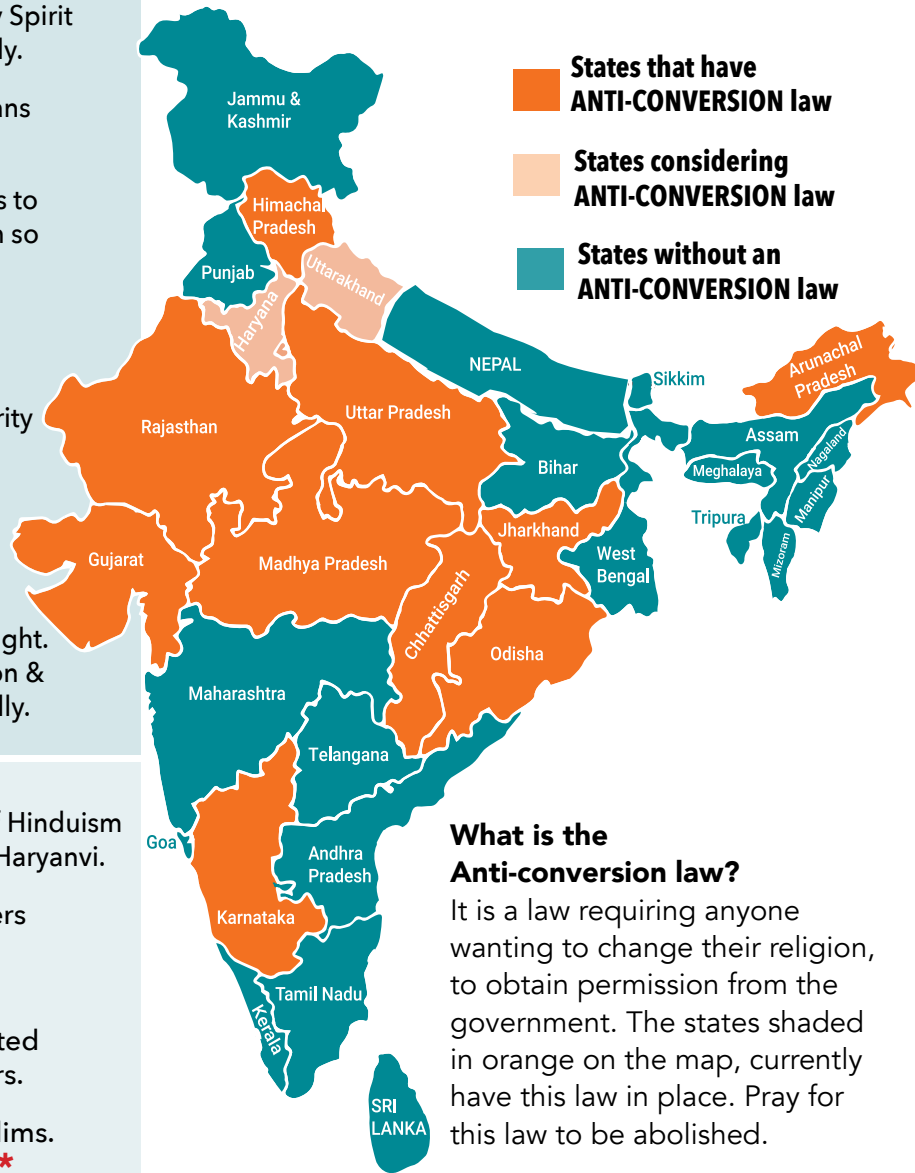 Spirit
ly.
ns
s to
n so
rity
ght.
on &
lly.
Hinduism
Haryanvi.
ers
ted
rs.
lims.
*
States that have
ANTI-CONVERSION law
States considering
ANTI-CONVERSION law
States without an
ANTI-CONVERSION law
Jammu &
Kashmir
Himachal
Pradesh
Punjab
Uttarakhand
Haryana
NEPAL
Sikkim
Arunachal
Pradesh
Rajasthan
Uttar Pradesh
Assam
Nagaland
Bihar
Meghalaya
Manipur
Tripura
Jharkhand
Gujarat
Madhya Pradesh
West
Bengal
Mizoram
Chhattisgarh
Odisha
Maharashtra
Telangana
Goa
Andhra
Pradesh
Karnataka
Tamil Nadu
Kerala
SRI
LANKA
What is the
Anti-conversion law?
It is a law requiring anyone
wanting to change their religion,
to obtain permission from the
government. The states shaded
in orange on the map, currently
have this law in place. Pray for
this law to be abolished.